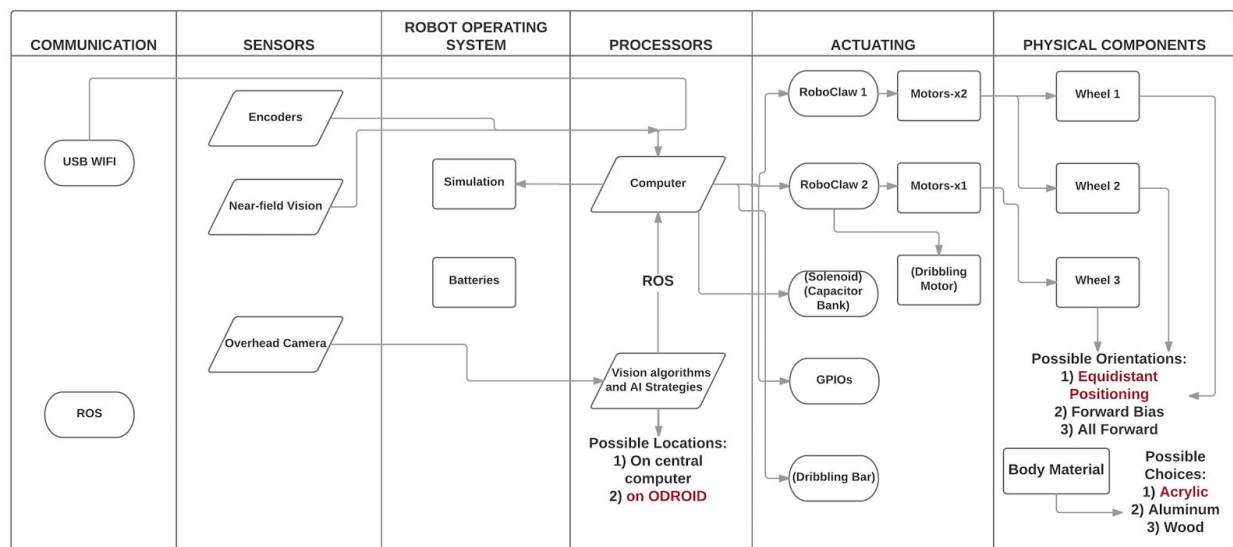 COMMUNICATION
SENSORS
ROBOT OPERATING
SYSTEM
PROCESSORS
ACTUATING
PHYSICAL COMPONENTS
USB WIFI
ROS
Encoders
Near-field Vision
Overhead Camera
Simulation
Batteries
Computer
ROS
Vision algorithms
and AI Strategies
Possible Locations:
1) On central
computer
2) on ODROID
RoboClaw 1
Motors-x2
RoboClaw 2
Motors-x1
(Solenoid)
(Capacitor
Bank)
(Dribbling
Motor)
GPIOs
(Dribbling Bar)
Wheel 1
Wheel 2
Wheel 3
Possible Orientations:
1) Equidistant
Positioning
2) Forward Bias
3) All Forward
Body Material
Possible
Choices:
1) Acrylic
2) Aluminum
3) Wood